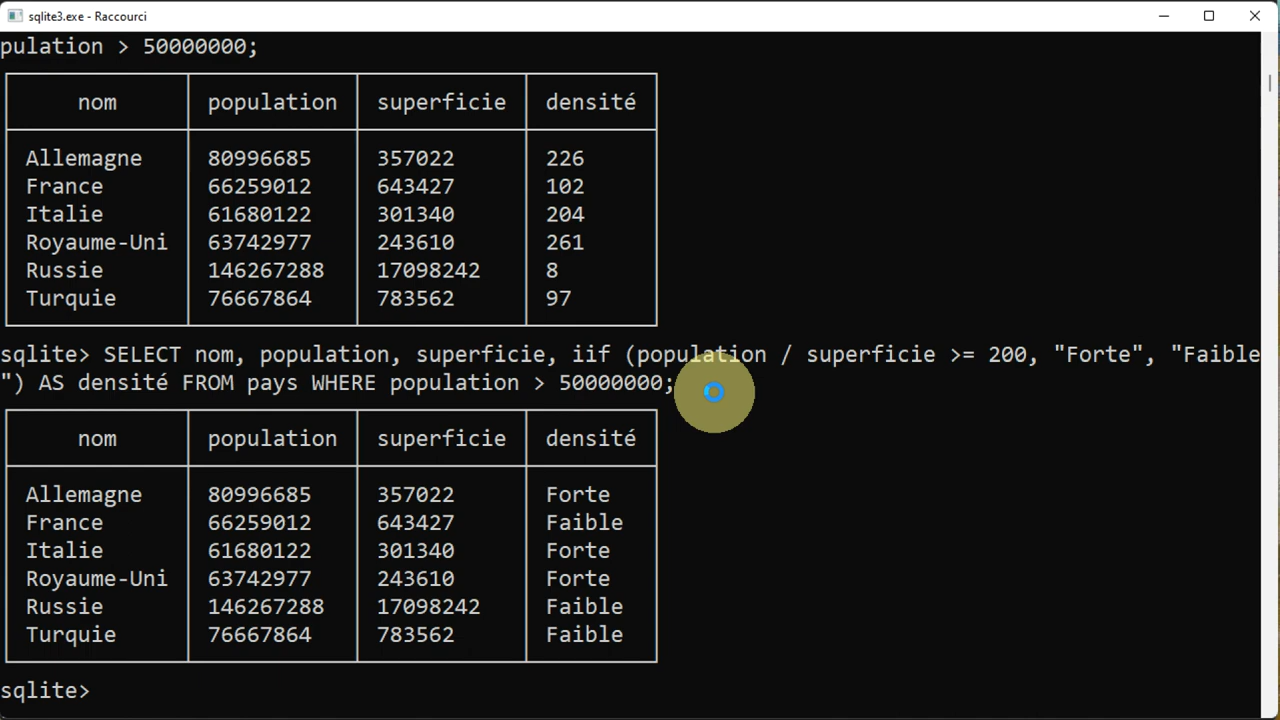 sqlite3.exe - Raccourci
pulation > 50000000;
nom population superficie densité
Allemagne 80996685 357022 226
France 66259012 643427 102
Italie 61680122 301340 204
Royaume-Uni 63742977 243610 261
Russie 146267288 17098242 8
Turquie 76667864 783562 97
sqlite> SELECT nom, population, superficie, iif (population / superficie >= 200, "Forte", "Faible
") AS densité FROM pays WHERE population > 50000000;
nom population superficie densité
Allemagne 80996685 357022 Forte
France 66259012 643427 Faible
Italie 61680122 301340 Forte
Royaume-Uni 63742977 243610 Forte
Russie 146267288 17098242 Faible
Turquie 76667864 783562 Faible
sqlite>